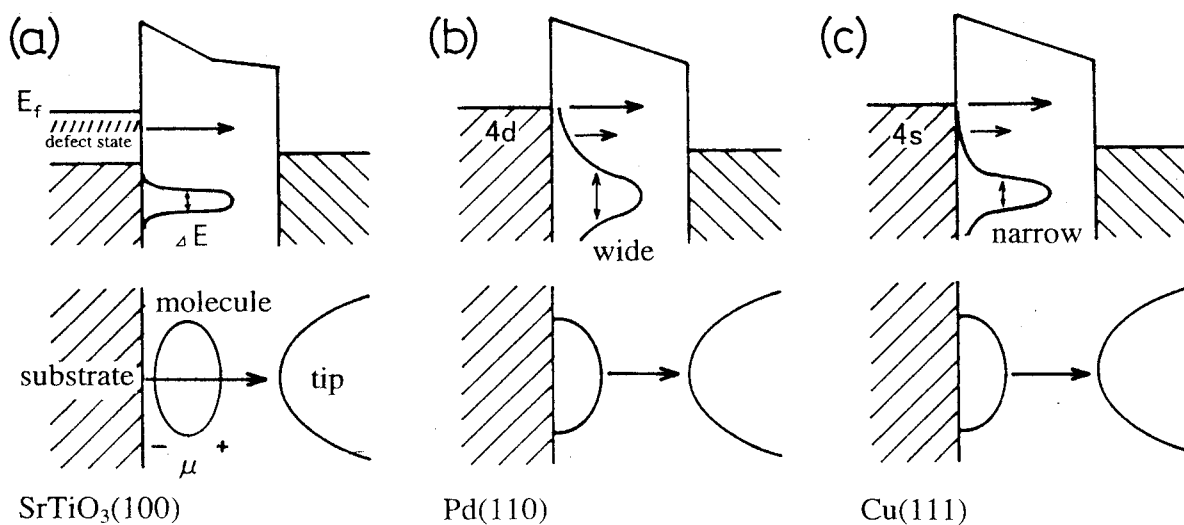 (a)
E_f
defect state
ΔE
molecule
substrate
tip
- +
μ
SrTiO₃(100)
(b)
4d
wide
Pd(110)
(c)
4s
narrow
Cu(111)